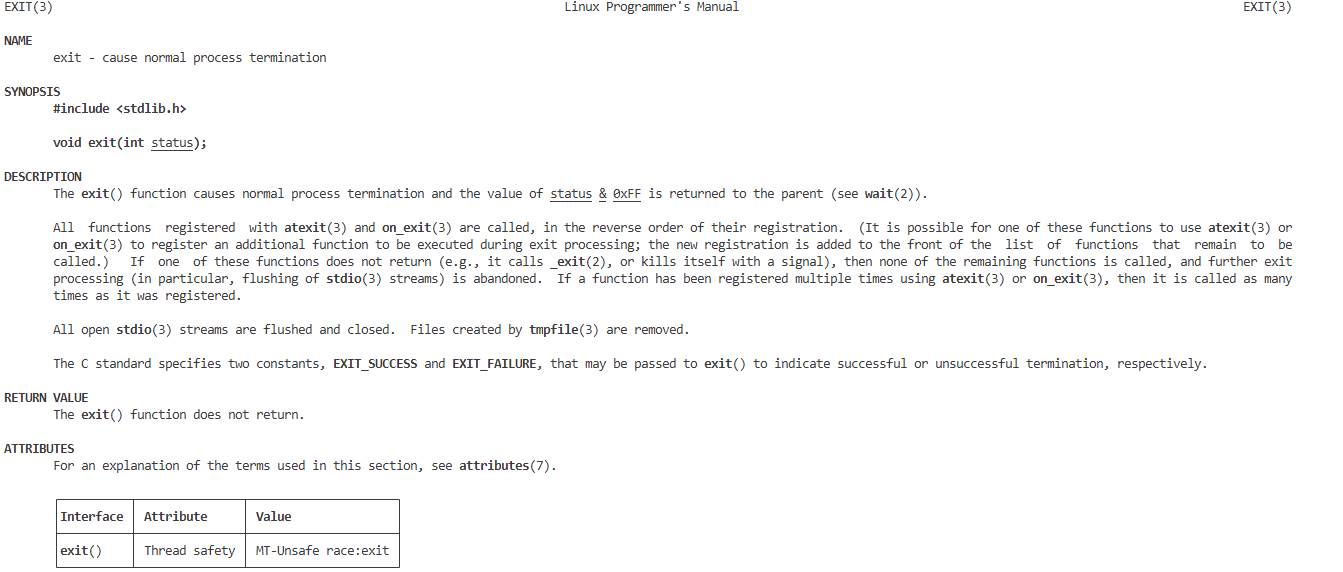 EXIT(3) Linux Programmer's Manual EXIT(3)
NAME
exit - cause normal process termination
SYNOPSIS
#include <stdlib.h>
void exit(int status);
DESCRIPTION
The exit() function causes normal process termination and the value of status & 0xFF is returned to the parent (see wait(2)).
All functions registered with atexit(3) and on_exit(3) are called, in the reverse order of their registration. (It is possible for one of these functions to use atexit(3) or
on_exit(3) to register an additional function to be executed during exit processing; the new registration is added to the front of the list of functions that remain to be
called.) If one of these functions does not return (e.g., it calls _exit(2), or kills itself with a signal), then none of the remaining functions is called, and further exit
processing (in particular, flushing of stdio(3) streams) is abandoned. If a function has been registered multiple times using atexit(3) or on_exit(3), then it is called as many
times as it was registered.
All open stdio(3) streams are flushed and closed. Files created by tmpfile(3) are removed.
The C standard specifies two constants, EXIT_SUCCESS and EXIT_FAILURE, that may be passed to exit() to indicate successful or unsuccessful termination, respectively.
RETURN VALUE
The exit() function does not return.
ATTRIBUTES
For an explanation of the terms used in this section, see attributes(7).
Interface Attribute Value
exit() Thread safety MT-Unsafe race:exit